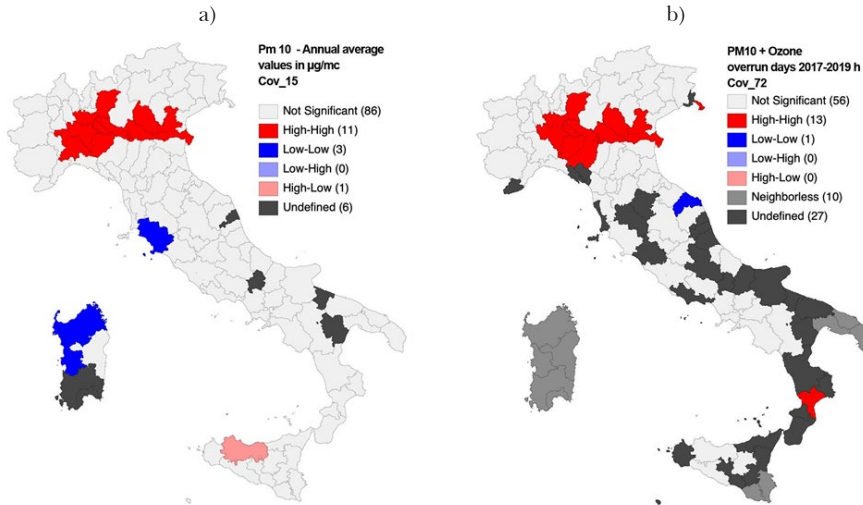 a)
Pm 10 - Annual average
values in µg/mc
Cov_15
Not Significant (86)
High-High (11)
Low-Low (3)
Low-High (0)
High-Low (1)
Undefined (6)
b)
PM10 + Ozone
overrun days 2017-2019 h
Cov_72
Not Significant (56)
High-High (13)
Low-Low (1)
Low-High (0)
High-Low (0)
Neighborless (10)
Undefined (27)